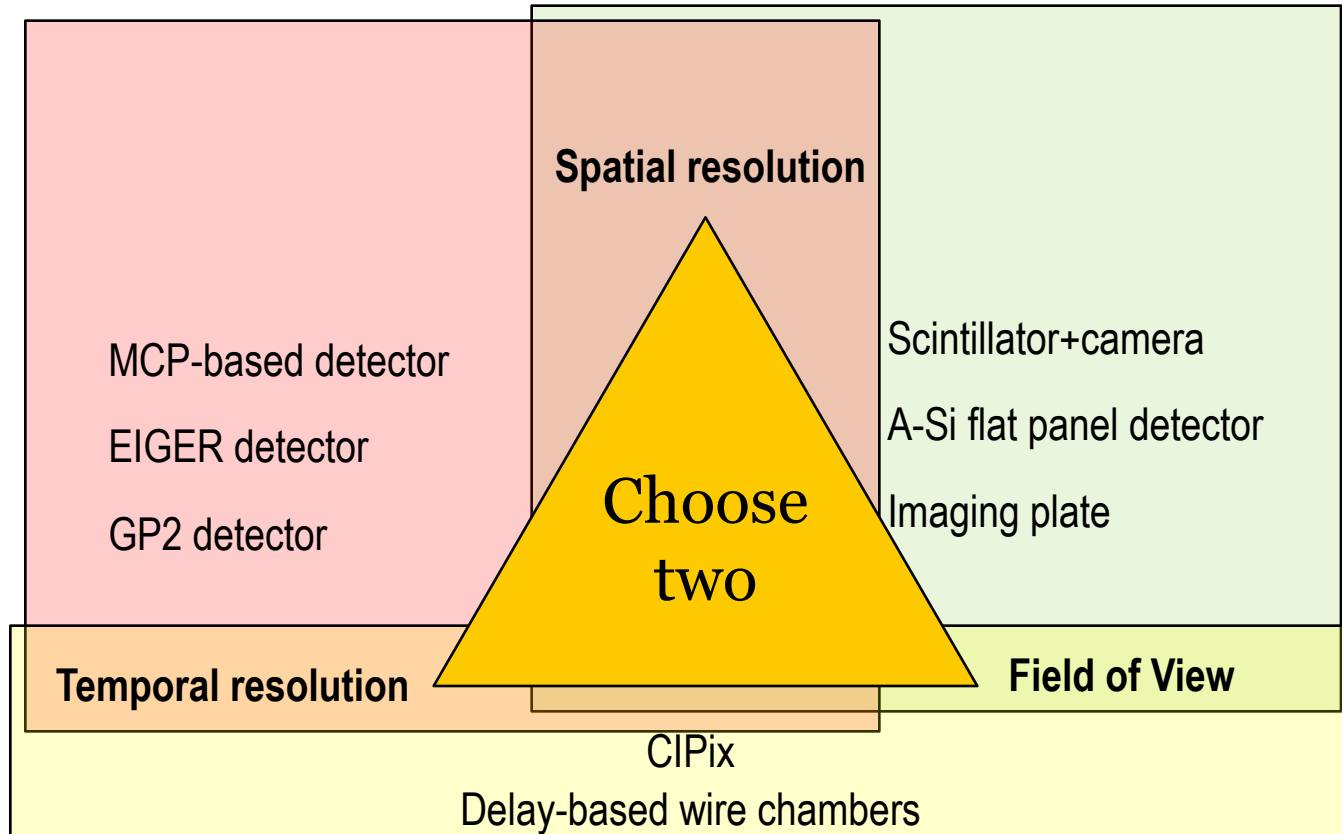 Spatial resolution
MCP-based detector
EIGER detector
GP2 detector
Scintillator+camera
A-Si flat panel detector
Imaging plate
Choose
two
Temporal resolution
Field of View
CIPix
Delay-based wire chambers